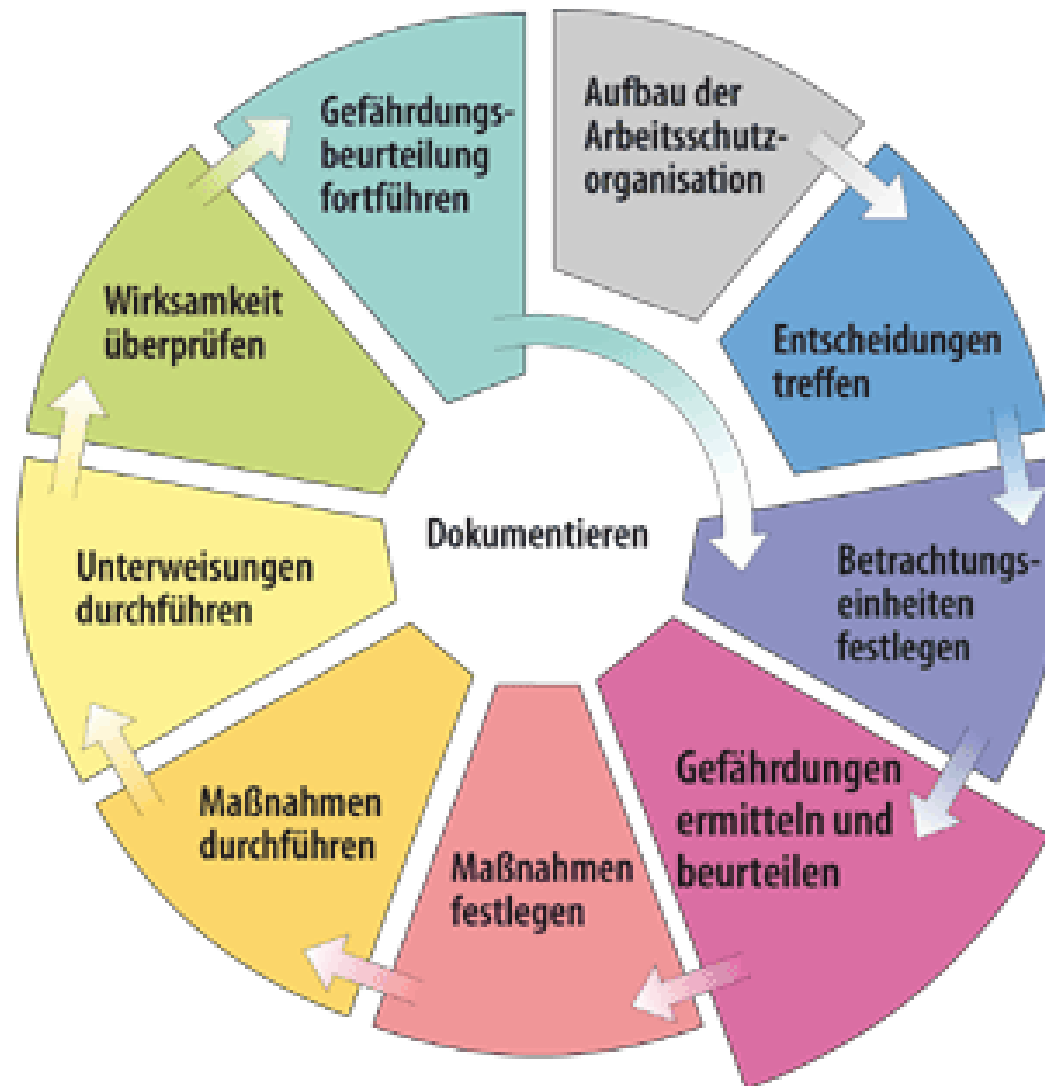 Aufbau der
Arbeitsschutz-
organisation
Entscheidungen
treffen
Betrachtungs-
einheiten
festlegen
Gefährdungen
ermitteln und
beurteilen
Maßnahmen
festlegen
Maßnahmen
durchführen
Unterweisungen
durchführen
Wirksamkeit
überprüfen
Gefährdungs-
beurteilung
fortführen
Dokumentieren